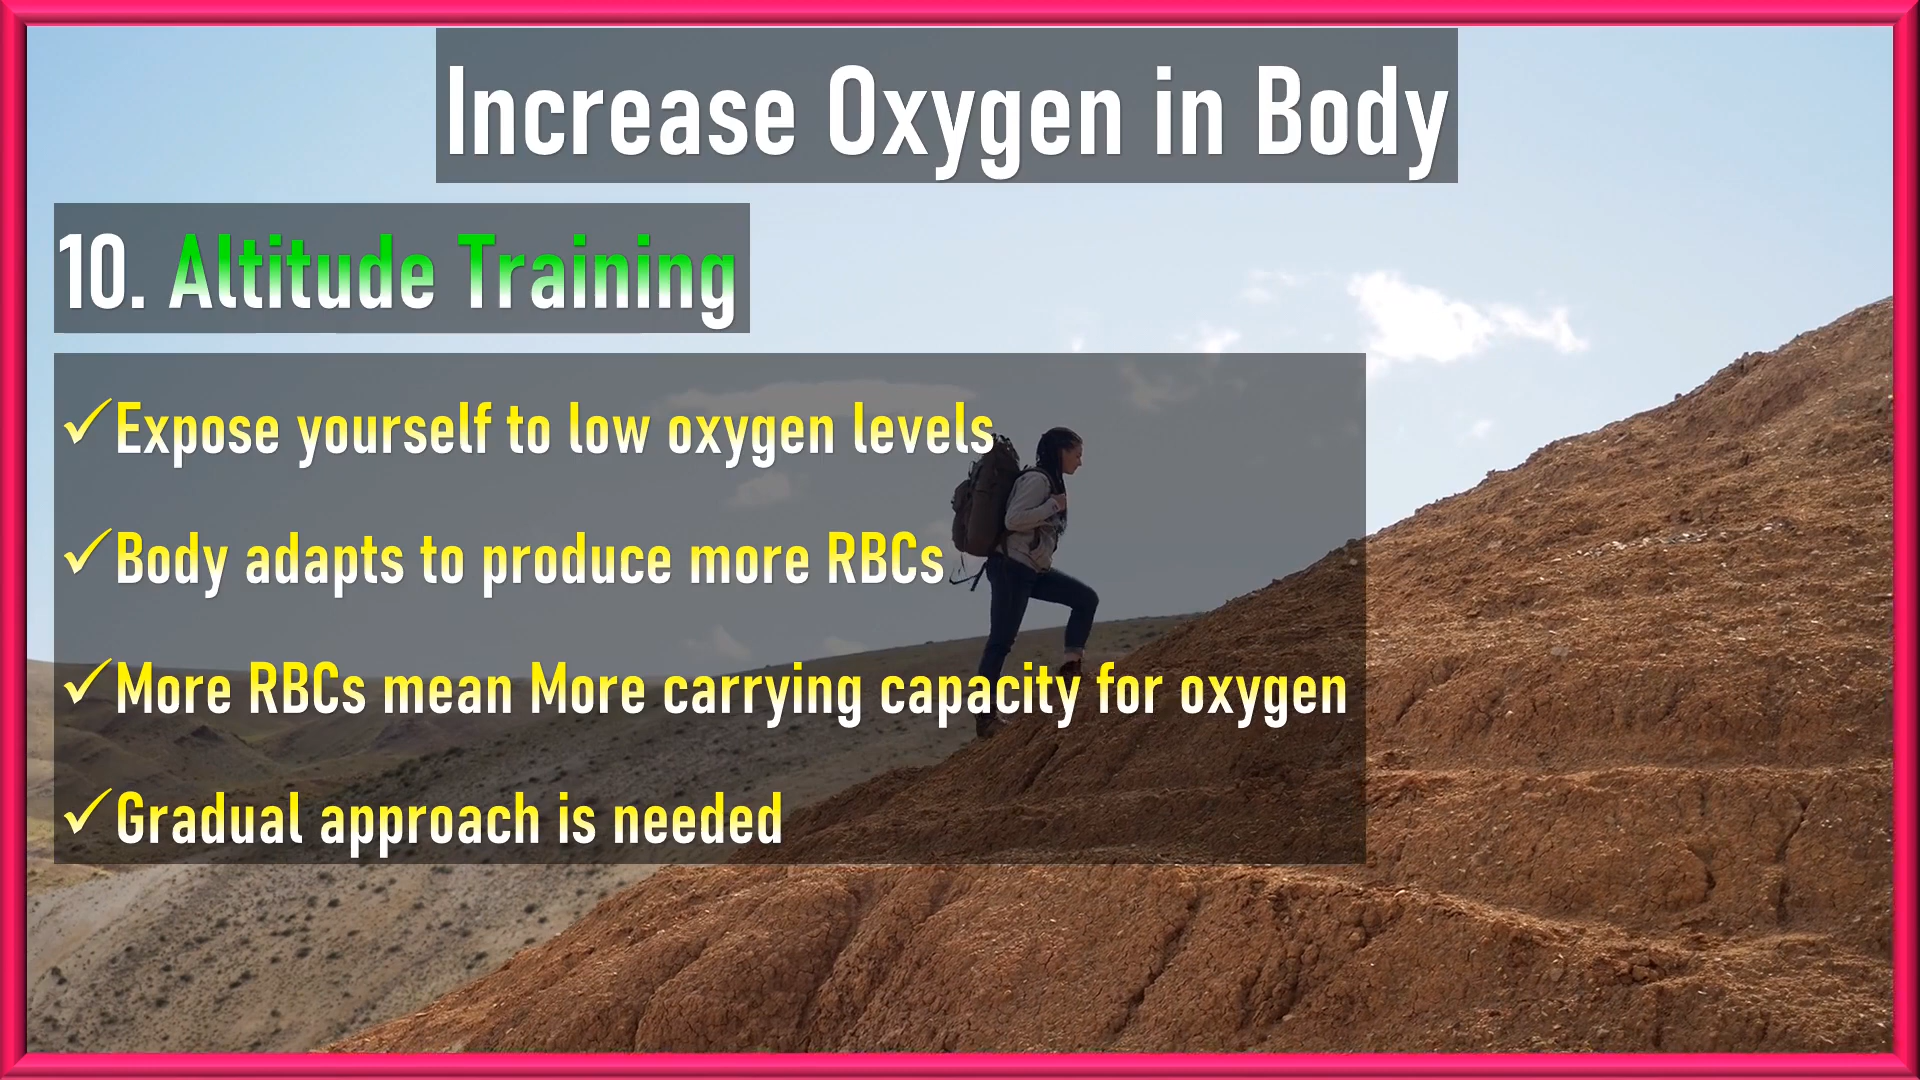 Increase Oxygen in Body
10. Altitude Training
✓Expose yourself to low oxygen levels
✓Body adapts to produce more RBCs
✓More RBCs mean More carrying capacity for oxygen
✓Gradual approach is needed